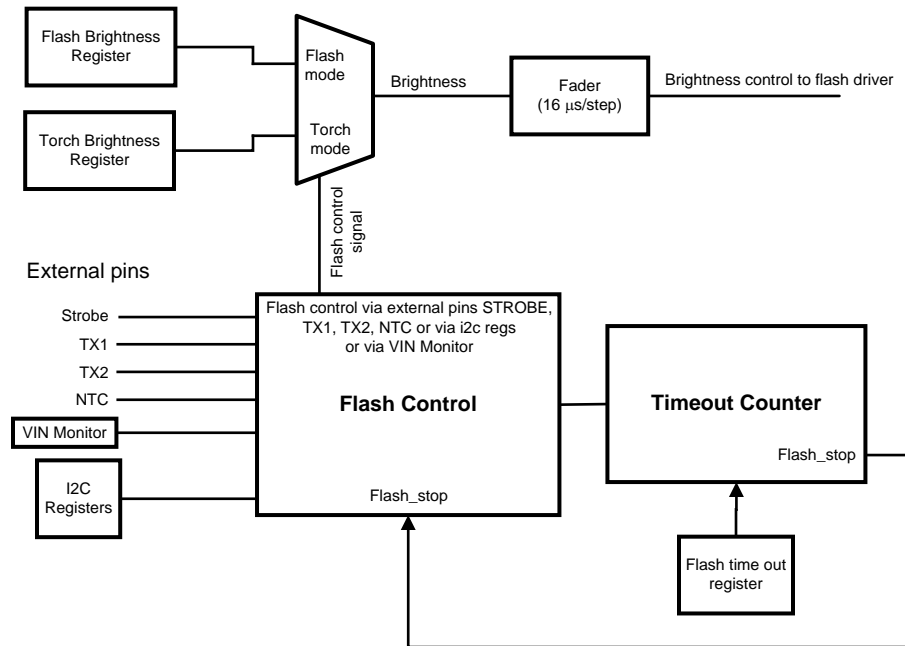 Flash Brightness
Register
Flash
mode
Brightness
Fader
(16 μs/step)
Brightness control to flash driver
Torch Brightness
Register
Torch
mode
Flash control
signal
External pins
Strobe
TX1
TX2
NTC
VIN Monitor
I2C
Registers
Flash control via external pins STROBE,
TX1, TX2, NTC or via i2c regs
or via VIN Monitor
Flash Control
Flash_stop
Timeout Counter
Flash_stop
Flash time out
register